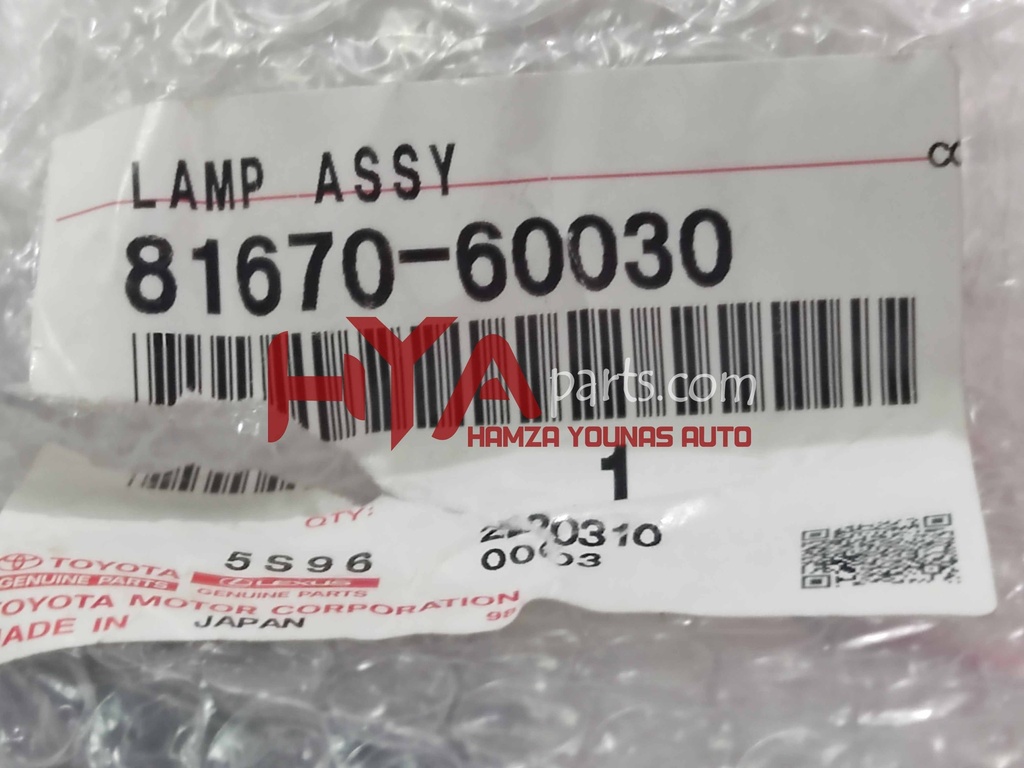 LAMP ASSY
81670-60030
HYA parts.com
HAMZA YOUNAS AUTO
1
QTY:
5S96
TOYOTA
GENUINE PARTS
LEXUS
GENUINE PARTS
TOYOTA MOTOR CORPORATION
MADE IN JAPAN